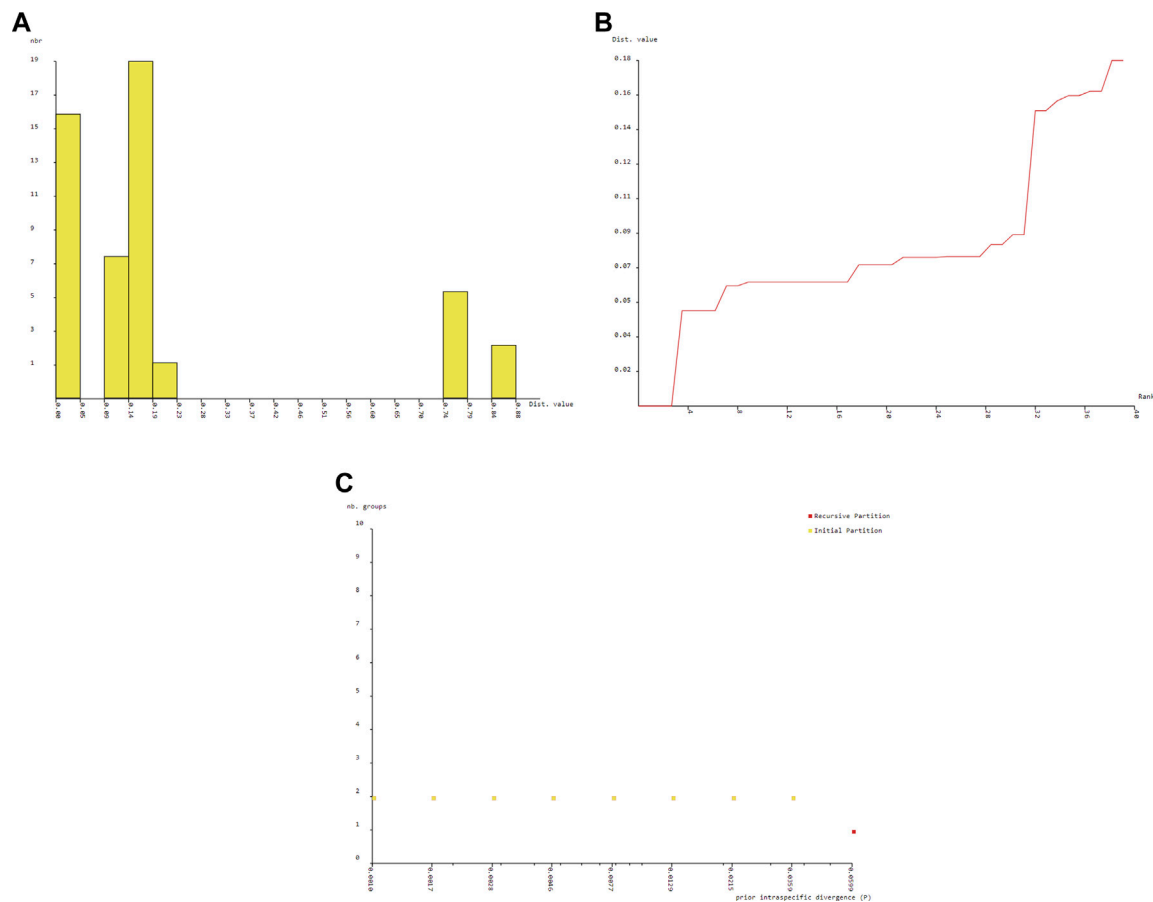 A
nbr
19
17
15
13
11
9
7
5
3
1
0.00 0.05 0.09 0.14 0.19 0.23 0.28 0.33 0.37 0.42 0.46 0.51 0.56 0.60 0.65 0.70 0.74 0.79 0.84 0.88
Dist. value
B
Dist. value
0.18
0.16
0.14
0.12
0.11
0.09
0.07
0.05
0.04
0.02
4 8 12 16 20 24 28 32 36 40
Rank
C
nb. groups
10
9
8
7
6
5
4
3
2
1
0
Recursive Partition
Initial Partition
0.0010 0.0017 0.0028 0.0046 0.0077 0.0129 0.0215 0.0359 0.0599
prior intraspecific divergence (P)